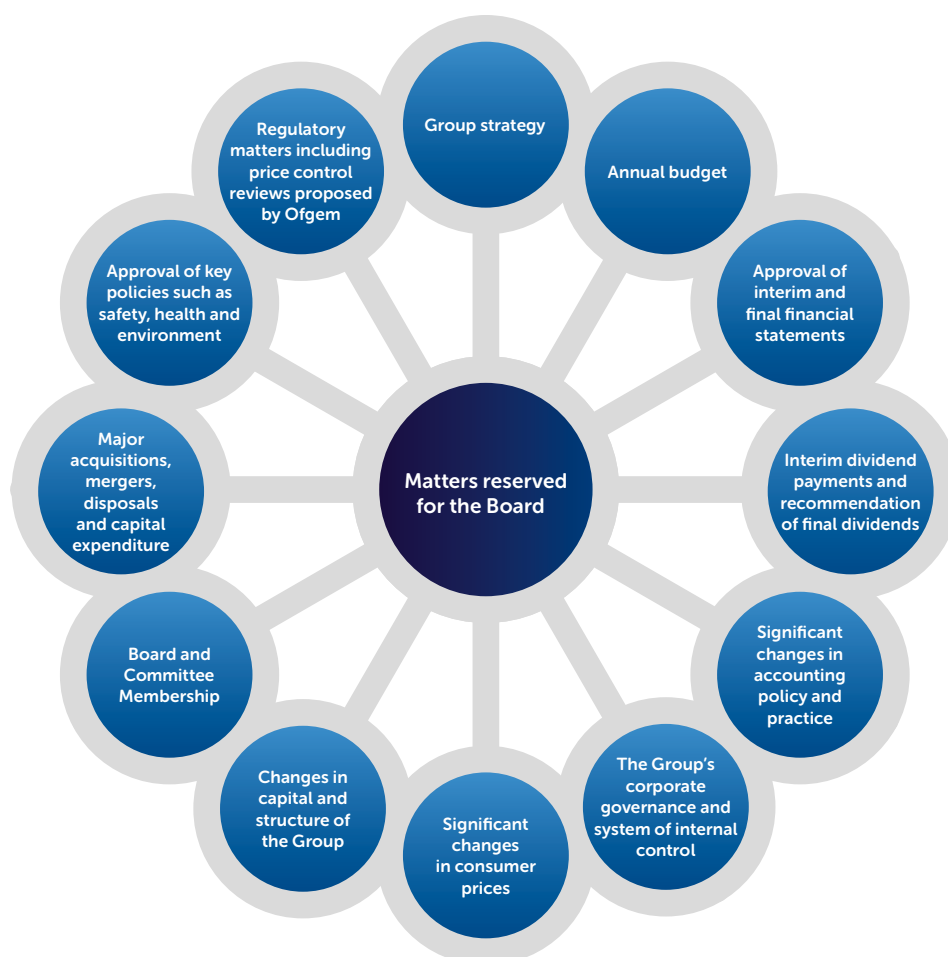 Group strategy
Annual budget
Approval of
interim and
final financial
statements
Interim dividend
payments and
recommendation
of final dividends
Significant
changes in
accounting
policy and
practice
The Group's
corporate
governance and
system of internal
control
Significant
changes
in consumer
prices
Changes in
capital and
structure of
the Group
Board and
Committee
Membership
Major
acquisitions,
mergers,
disposals
and capital
expenditure
Approval of key
policies such as
safety, health and
environment
Regulatory
matters including
price control
reviews proposed
by Ofgem
Matters reserved
for the Board